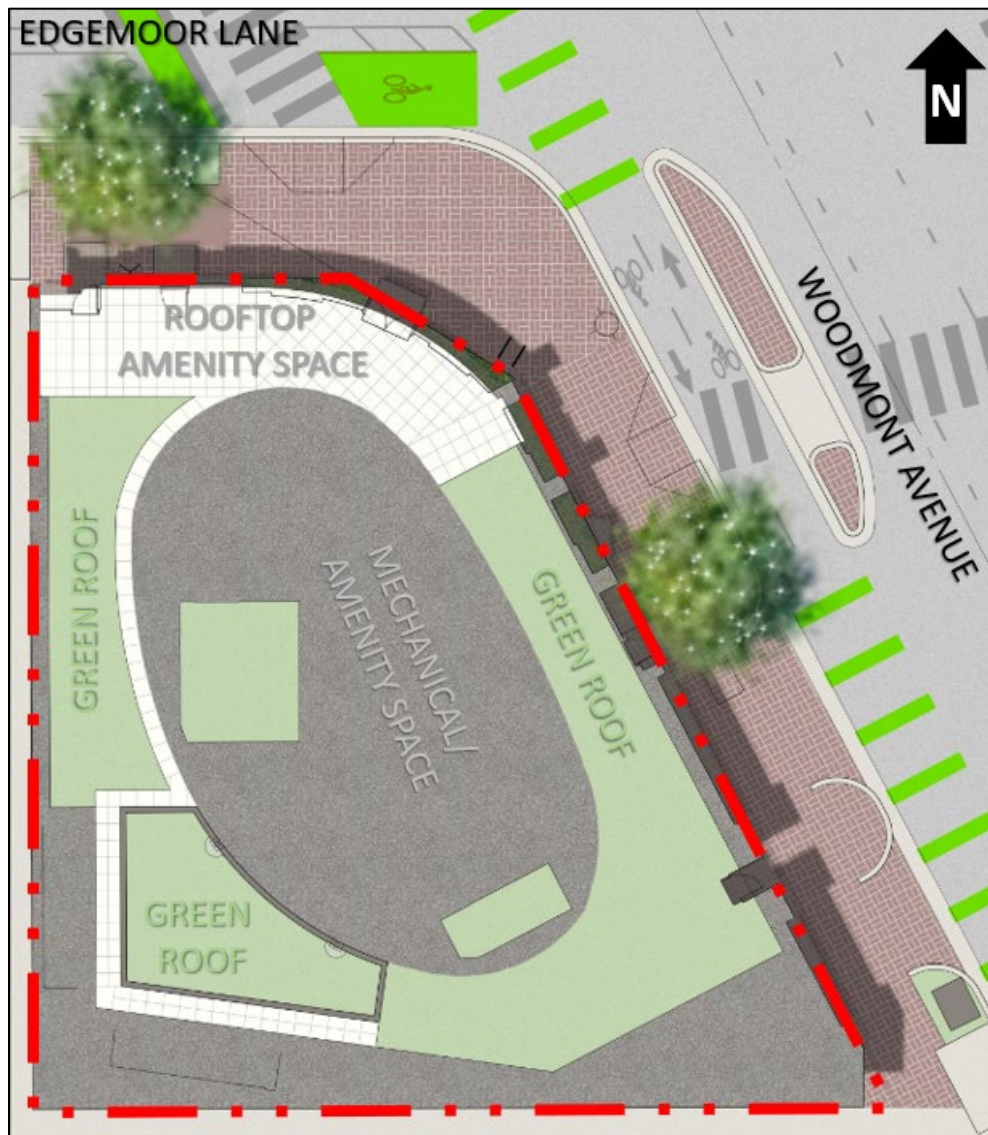 EDGEMOOR LANE
N
WOODMONT AVENUE
ROOFTOP
AMENITY SPACE
GREEN ROOF
MECHANICAL/
AMENITY SPACE
GREEN ROOF
GREEN
ROOF